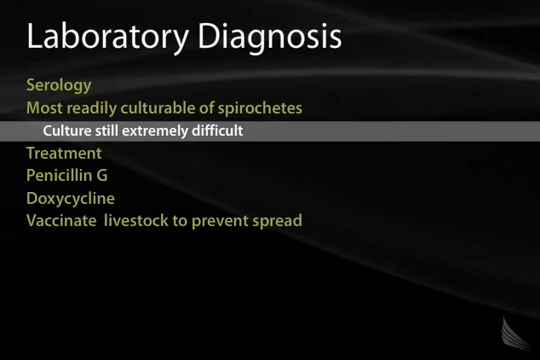 Laboratory Diagnosis
Serology
Most readily culturable of spirochetes
Culture still extremely difficult
Treatment
Penicillin G
Doxycycline
Vaccinate livestock to prevent spread